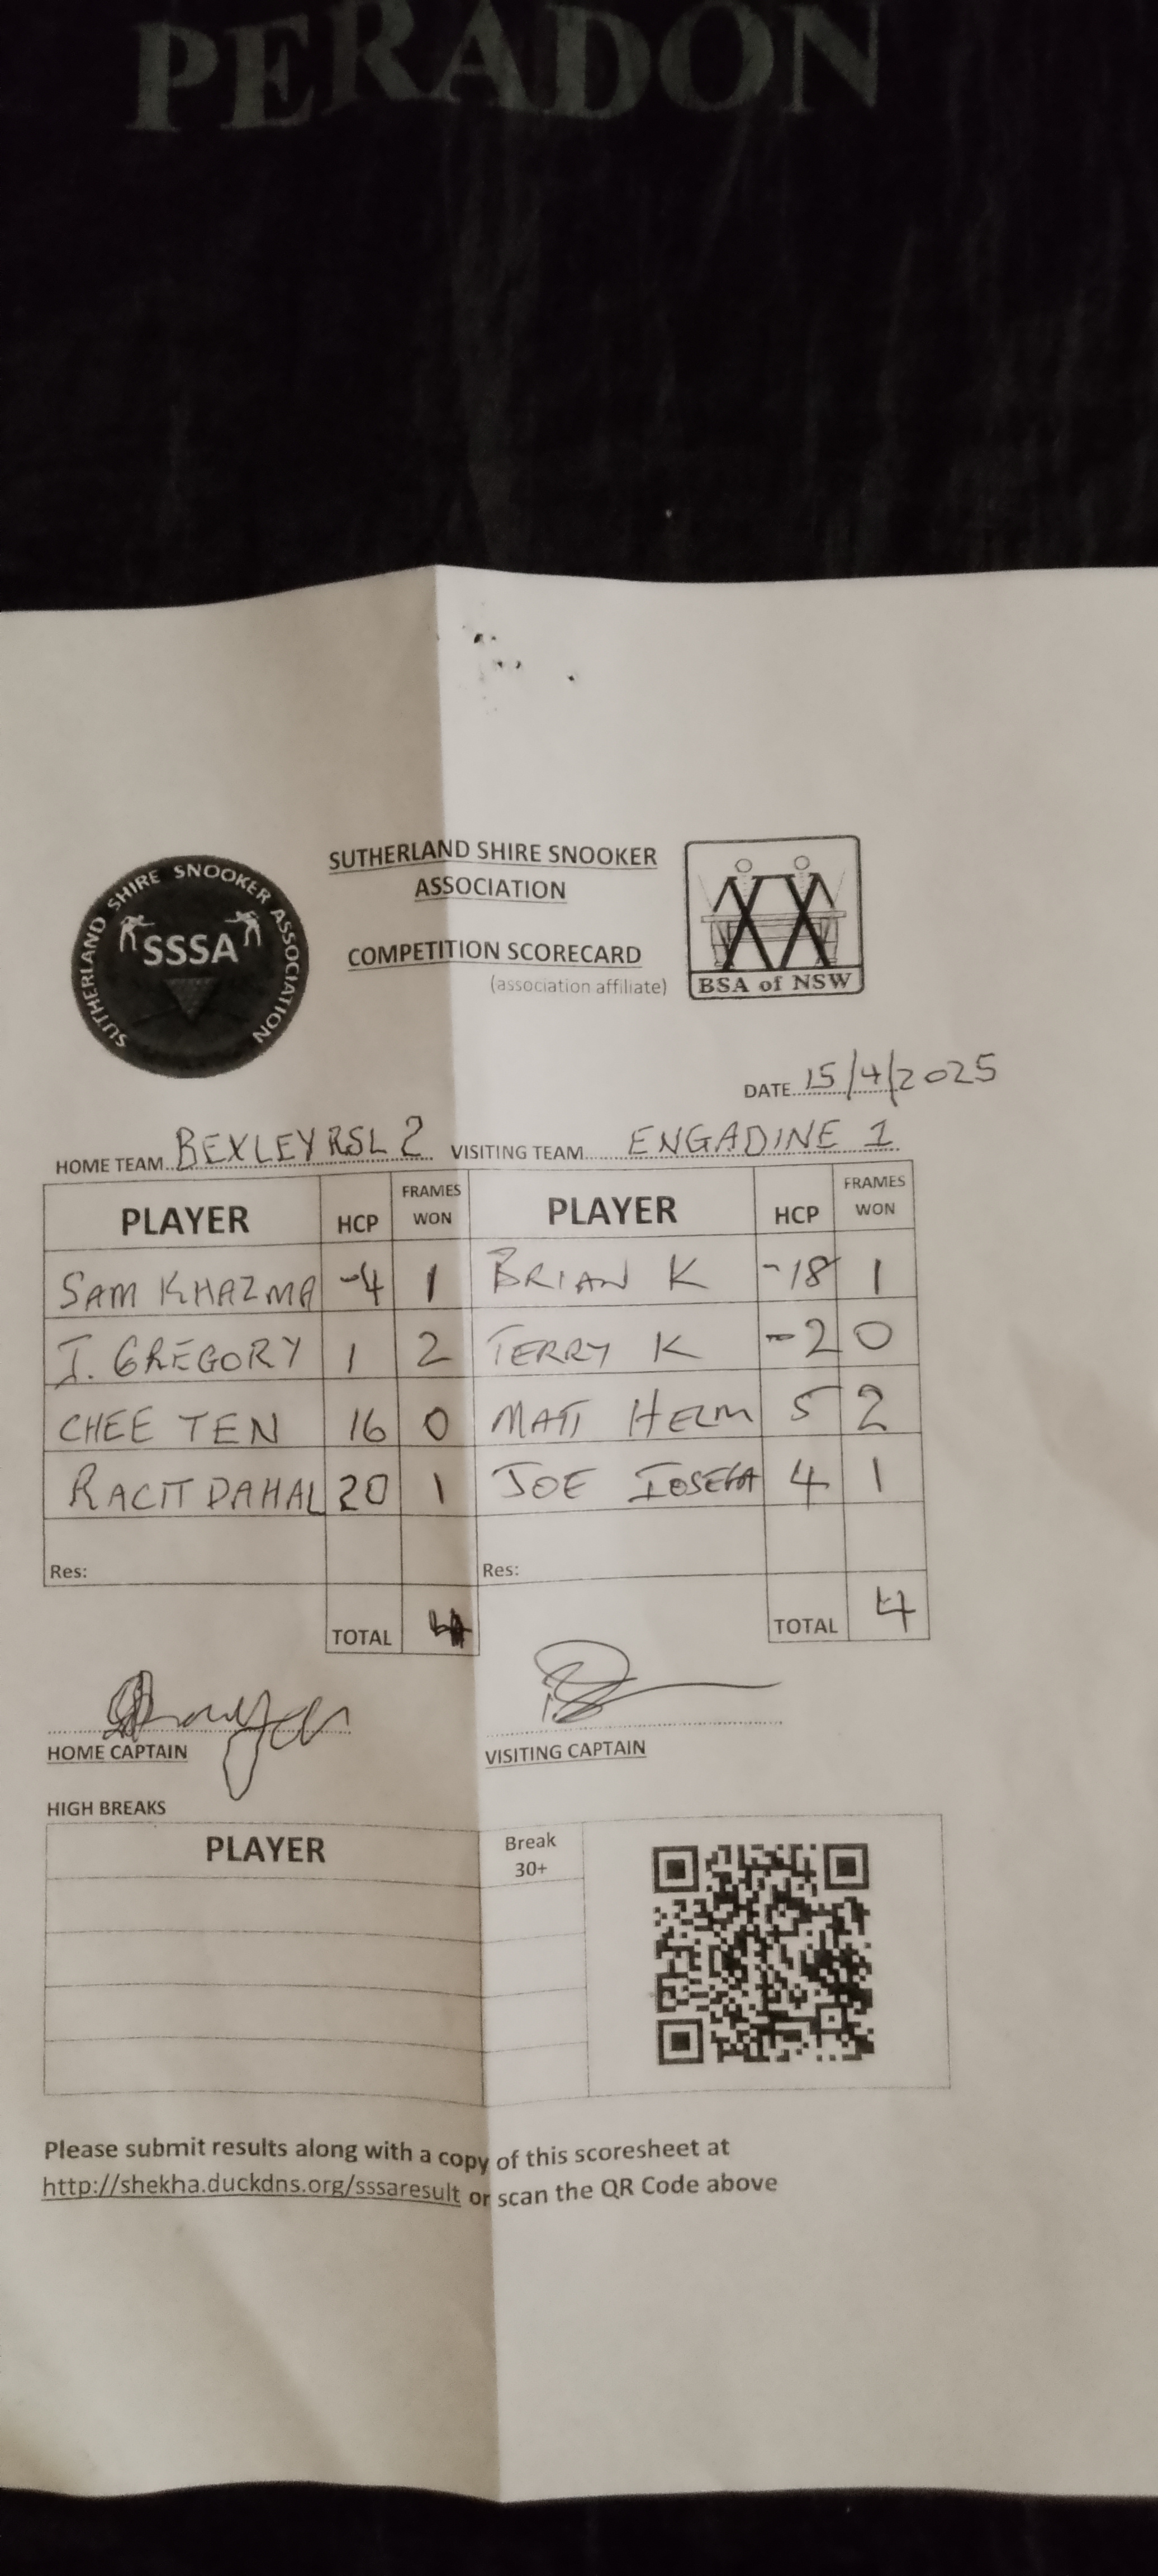 PERADON
SUTHERLAND SHIRE SNOOKER ASSOCIATION
SSSA
SUTHERLAND SHIRE SNOOKER
ASSOCIATION
COMPETITION SCORECARD
(association affiliate)
BSA of NSW
DATE 15/4/2025
HOME TEAM BEXLEY RSL 2 VISITING TEAM ENGADINE 1
PLAYER HCP FRAMES WON PLAYER HCP FRAMES WON
SAM KHAZMA -4 1 BRIAN K -18 1
I. GREGORY 1 2 TERRY K -2 0
CHEE TEN 16 0 MATT HELM 5 2
RACIT DAHAL 20 1 JOE IOSEFA 4 1
Res: Res:
TOTAL 4 TOTAL 4
HOME CAPTAIN VISITING CAPTAIN
HIGH BREAKS
PLAYER Break 30+
Please submit results along with a copy of this scoresheet at
http://shekha.duckdns.org/sssaresult or scan the QR Code above